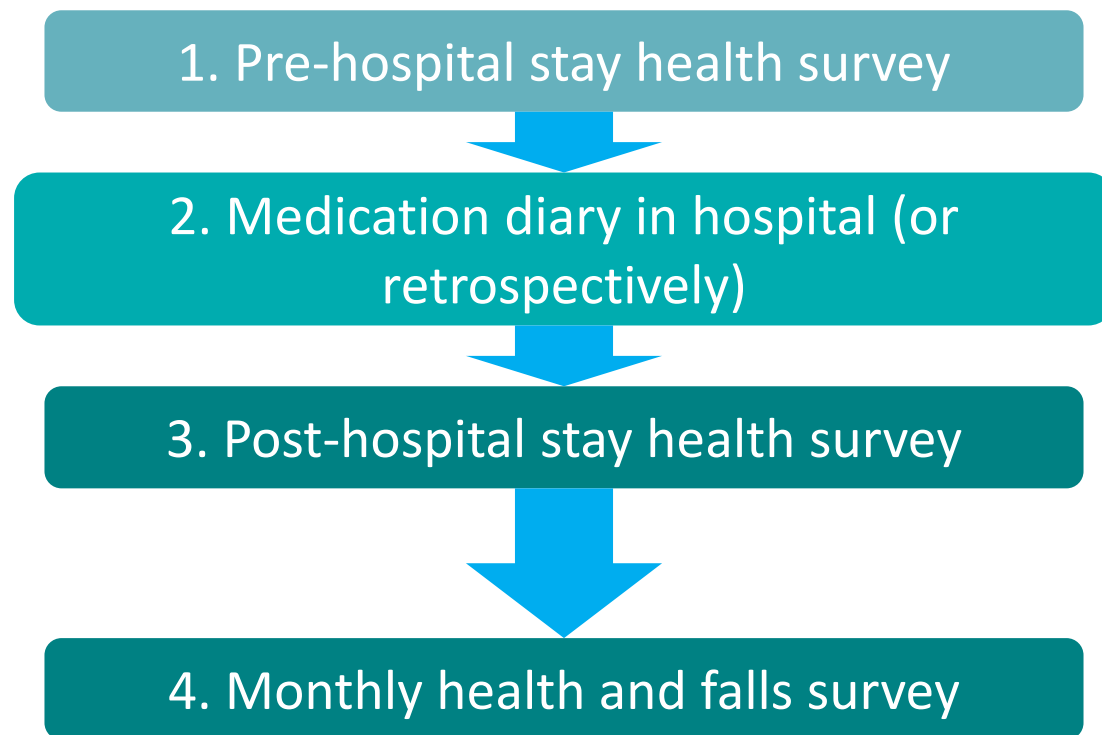 1. Pre-hospital stay health survey
2. Medication diary in hospital (or
retrospectively)
3. Post-hospital stay health survey
4. Monthly health and falls survey